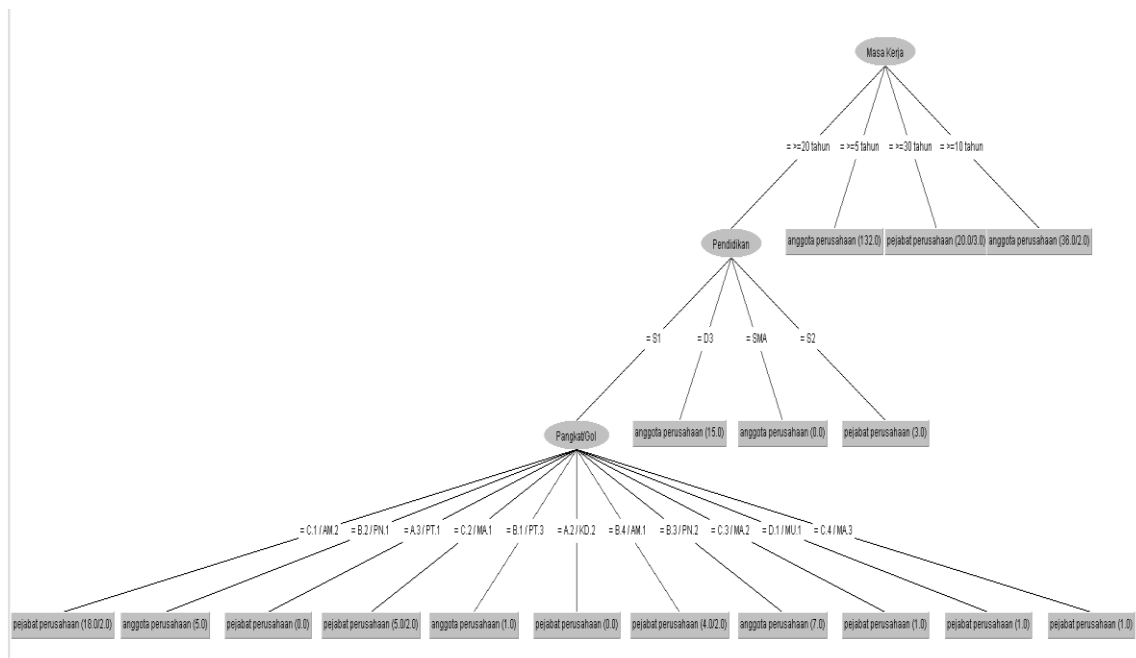 Masa Kerja
= >=20 tahun = >=5 tahun = >=30 tahun = >=10 tahun
Pendidikan anggota perusahaan (132.0) pejabat perusahaan (20.0/3.0) anggota perusahaan (36.0/2.0)
= S1 = D3 = SMA = S2
Pangkat/Gol anggota perusahaan (15.0) anggota perusahaan (0.0) pejabat perusahaan (3.0)
= C.1 / AM.2 = B.2 / PN.1 = A.3 / PT.1 = C.2 / MA.1 = B.1 / PT.3 = A.2 / KD.2 = B.4 / AM.1 = B.3 / PN.2 = C.3 / MA.2 = D.1 / MU.1 = C.4 / MA.3
pejabat perusahaan (18.0/2.0) anggota perusahaan (5.0) pejabat perusahaan (0.0) pejabat perusahaan (5.0/2.0) anggota perusahaan (1.0) pejabat perusahaan (0.0) pejabat perusahaan (4.0/2.0) anggota perusahaan (7.0) pejabat perusahaan (1.0) pejabat perusahaan (1.0) pejabat perusahaan (1.0)